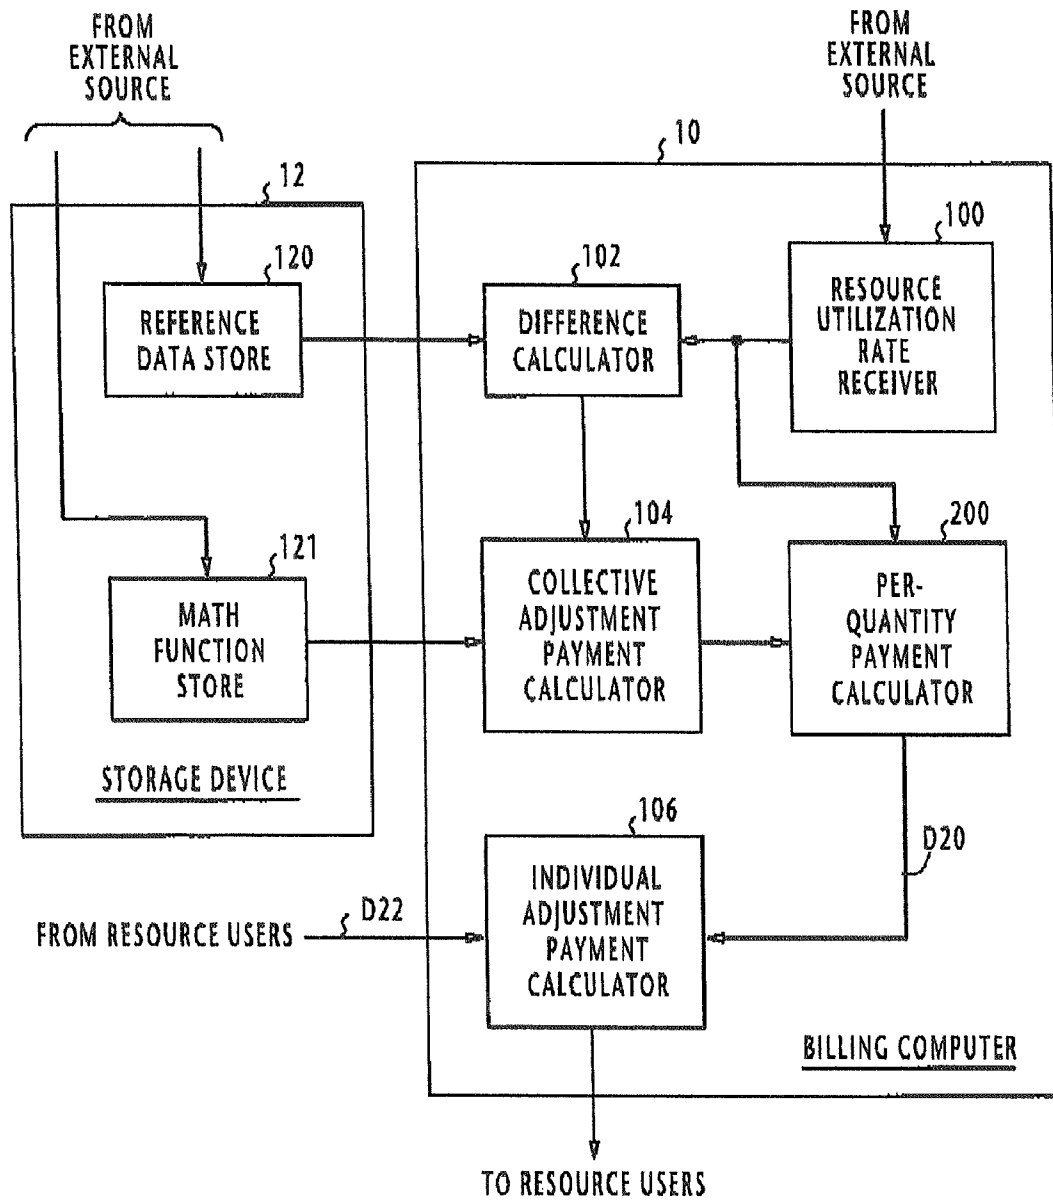 FROM
EXTERNAL
SOURCE
FROM
EXTERNAL
SOURCE
10
12
100
120
102
REFERENCE
DATA STORE
DIFFERENCE
CALCULATOR
RESOURCE
UTILIZATION
RATE
RECEIVER
104
200
121
MATH
FUNCTION
STORE
COLLECTIVE
ADJUSTMENT
PAYMENT
CALCULATOR
PER-
QUANTITY
PAYMENT
CALCULATOR
STORAGE DEVICE
106
D20
D22
FROM RESOURCE USERS
INDIVIDUAL
ADJUSTMENT
PAYMENT
CALCULATOR
BILLING COMPUTER
TO RESOURCE USERS